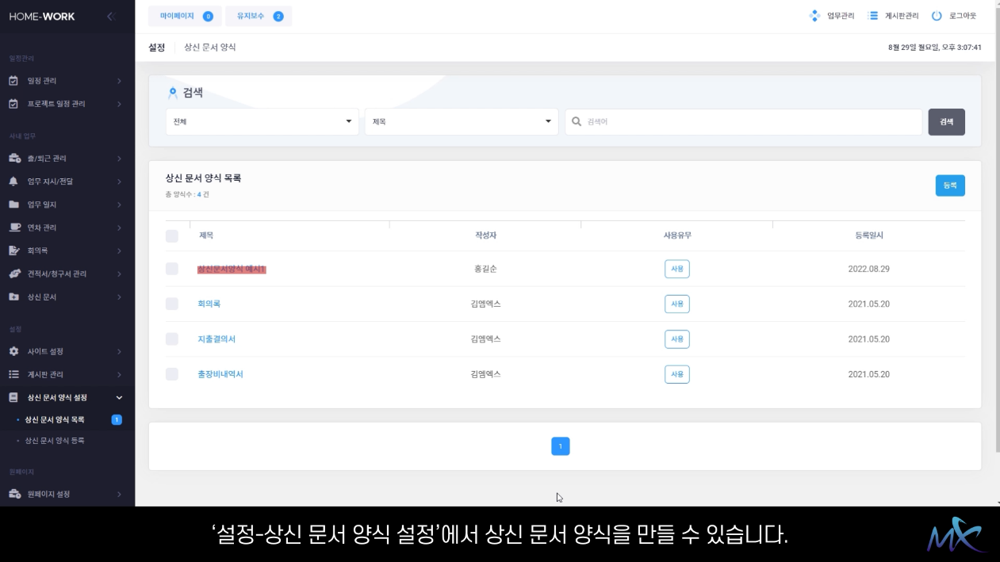 HOME-WORK
마이페이지 0
유지보수 2
업무관리
게시판관리
로그아웃
설정
상신 문서 양식
8월 29일 월요일, 오후 3:07:41
일정관리
일정 관리
프로젝트 일정 관리
사내 업무
출/퇴근 관리
업무 지시/전달
업무 일지
연차 관리
회의록
견적서/청구서 관리
상신 문서
설정
사이트 설정
게시판 관리
상신 문서 양식 설정
상신 문서 양식 목록 1
상신 문서 양식 등록
원페이지
원페이지 설정
검색
전체
제목
검색어
검색
상신 문서 양식 목록
총 양식수 : 4 건
등록
제목 작성자 사용유무 등록일시
상신문서양식 예시1 홍길순 사용 2022.08.29
회의록 김엠엑스 사용 2021.05.20
지출결의서 김엠엑스 사용 2021.05.20
출장비내역서 김엠엑스 사용 2021.05.20
1
‘설정-상신 문서 양식 설정’에서 상신 문서 양식을 만들 수 있습니다.
MX